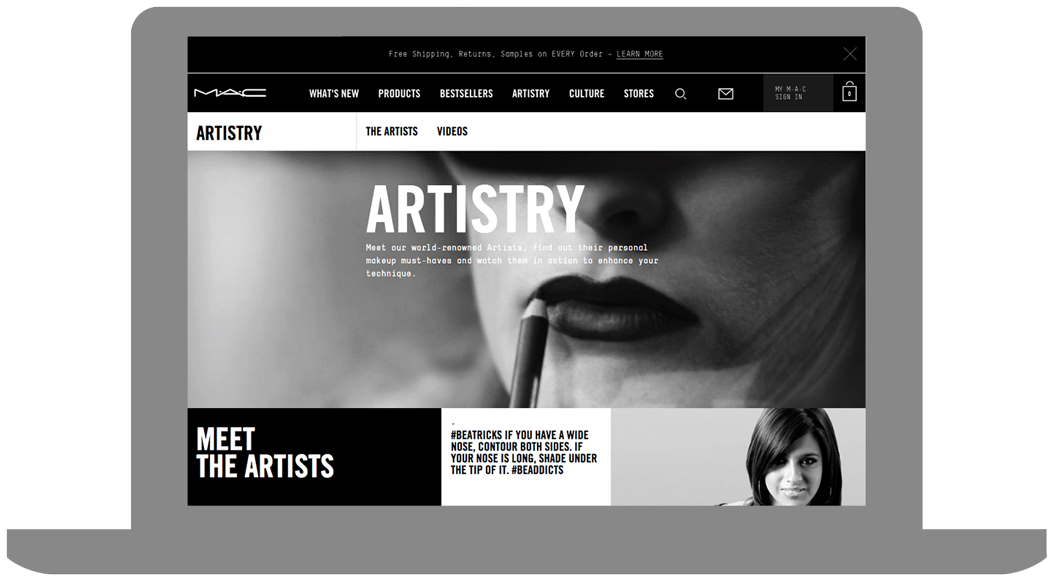 Free Shipping, Returns, Samples on EVERY Order - LEARN MORE
MAC
WHAT'S NEW
PRODUCTS
BESTSELLERS
ARTISTRY
CULTURE
STORES
MY M·A·C
SIGN IN
0
ARTISTRY
THE ARTISTS
VIDEOS
ARTISTRY
Meet our world-renowned Artists, find out their personal
makeup must-haves and watch them in action to enhance your
technique.
MEET
THE ARTISTS
-
#BEATRICKS IF YOU HAVE A WIDE
NOSE, CONTOUR BOTH SIDES. IF
YOUR NOSE IS LONG, SHADE UNDER
THE TIP OF IT. #BEADDICTS